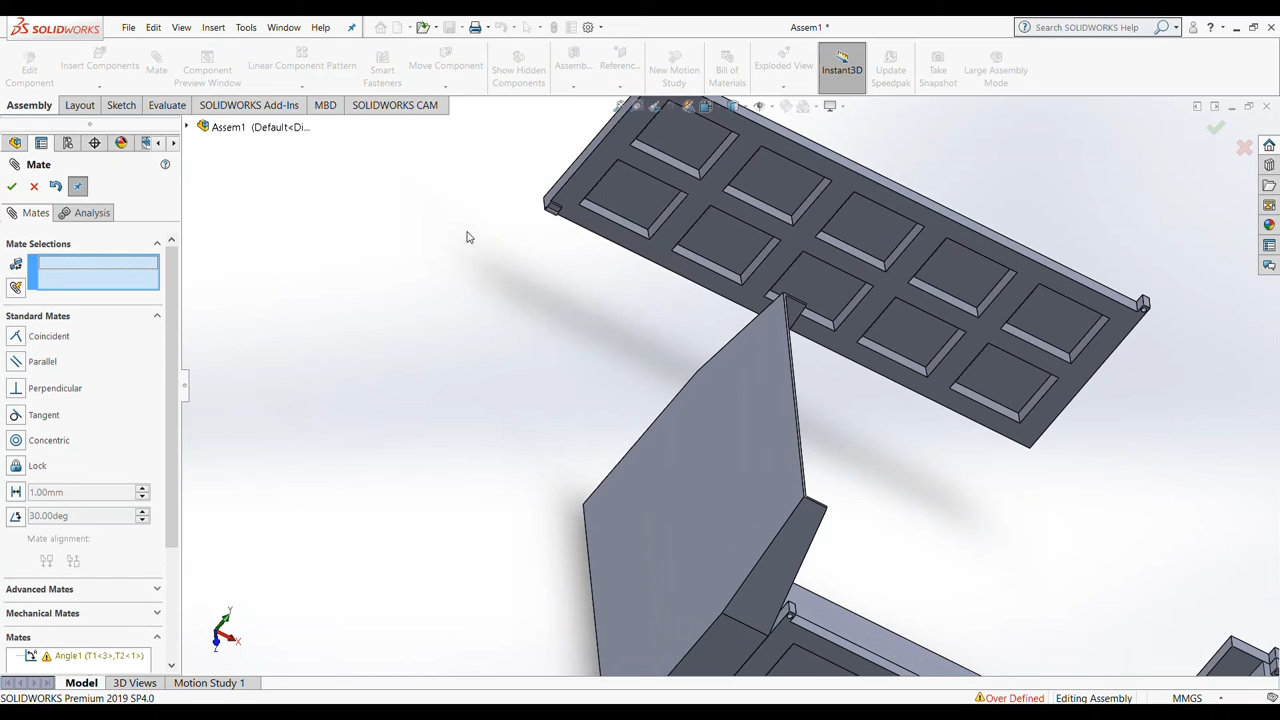 SOLIDWORKS File Edit View Insert Tools Window Help Assem1 * Search SOLIDWORKS Help
Edit Component
Insert Components
Mate
Component Preview Window
Linear Component Pattern
Smart Fasteners
Move Component
Show Hidden Components
Assemb...
Referenc...
New Motion Study
Bill of Materials
Exploded View
Instant3D
Update Speedpak
Take Snapshot
Large Assembly Mode
Assembly Layout Sketch Evaluate SOLIDWORKS Add-Ins MBD SOLIDWORKS CAM
Assem1 (Default<Di...
Mate
Mates Analysis
Mate Selections
Standard Mates
Coincident
Parallel
Perpendicular
Tangent
Concentric
Lock
1.00mm
30.00deg
Mate alignment:
Advanced Mates
Mechanical Mates
Mates
Angle1 (T1<3>,T2<1>)
Y
X
Z
Model 3D Views Motion Study 1
SOLIDWORKS Premium 2019 SP4.0 Over Defined Editing Assembly MMGS